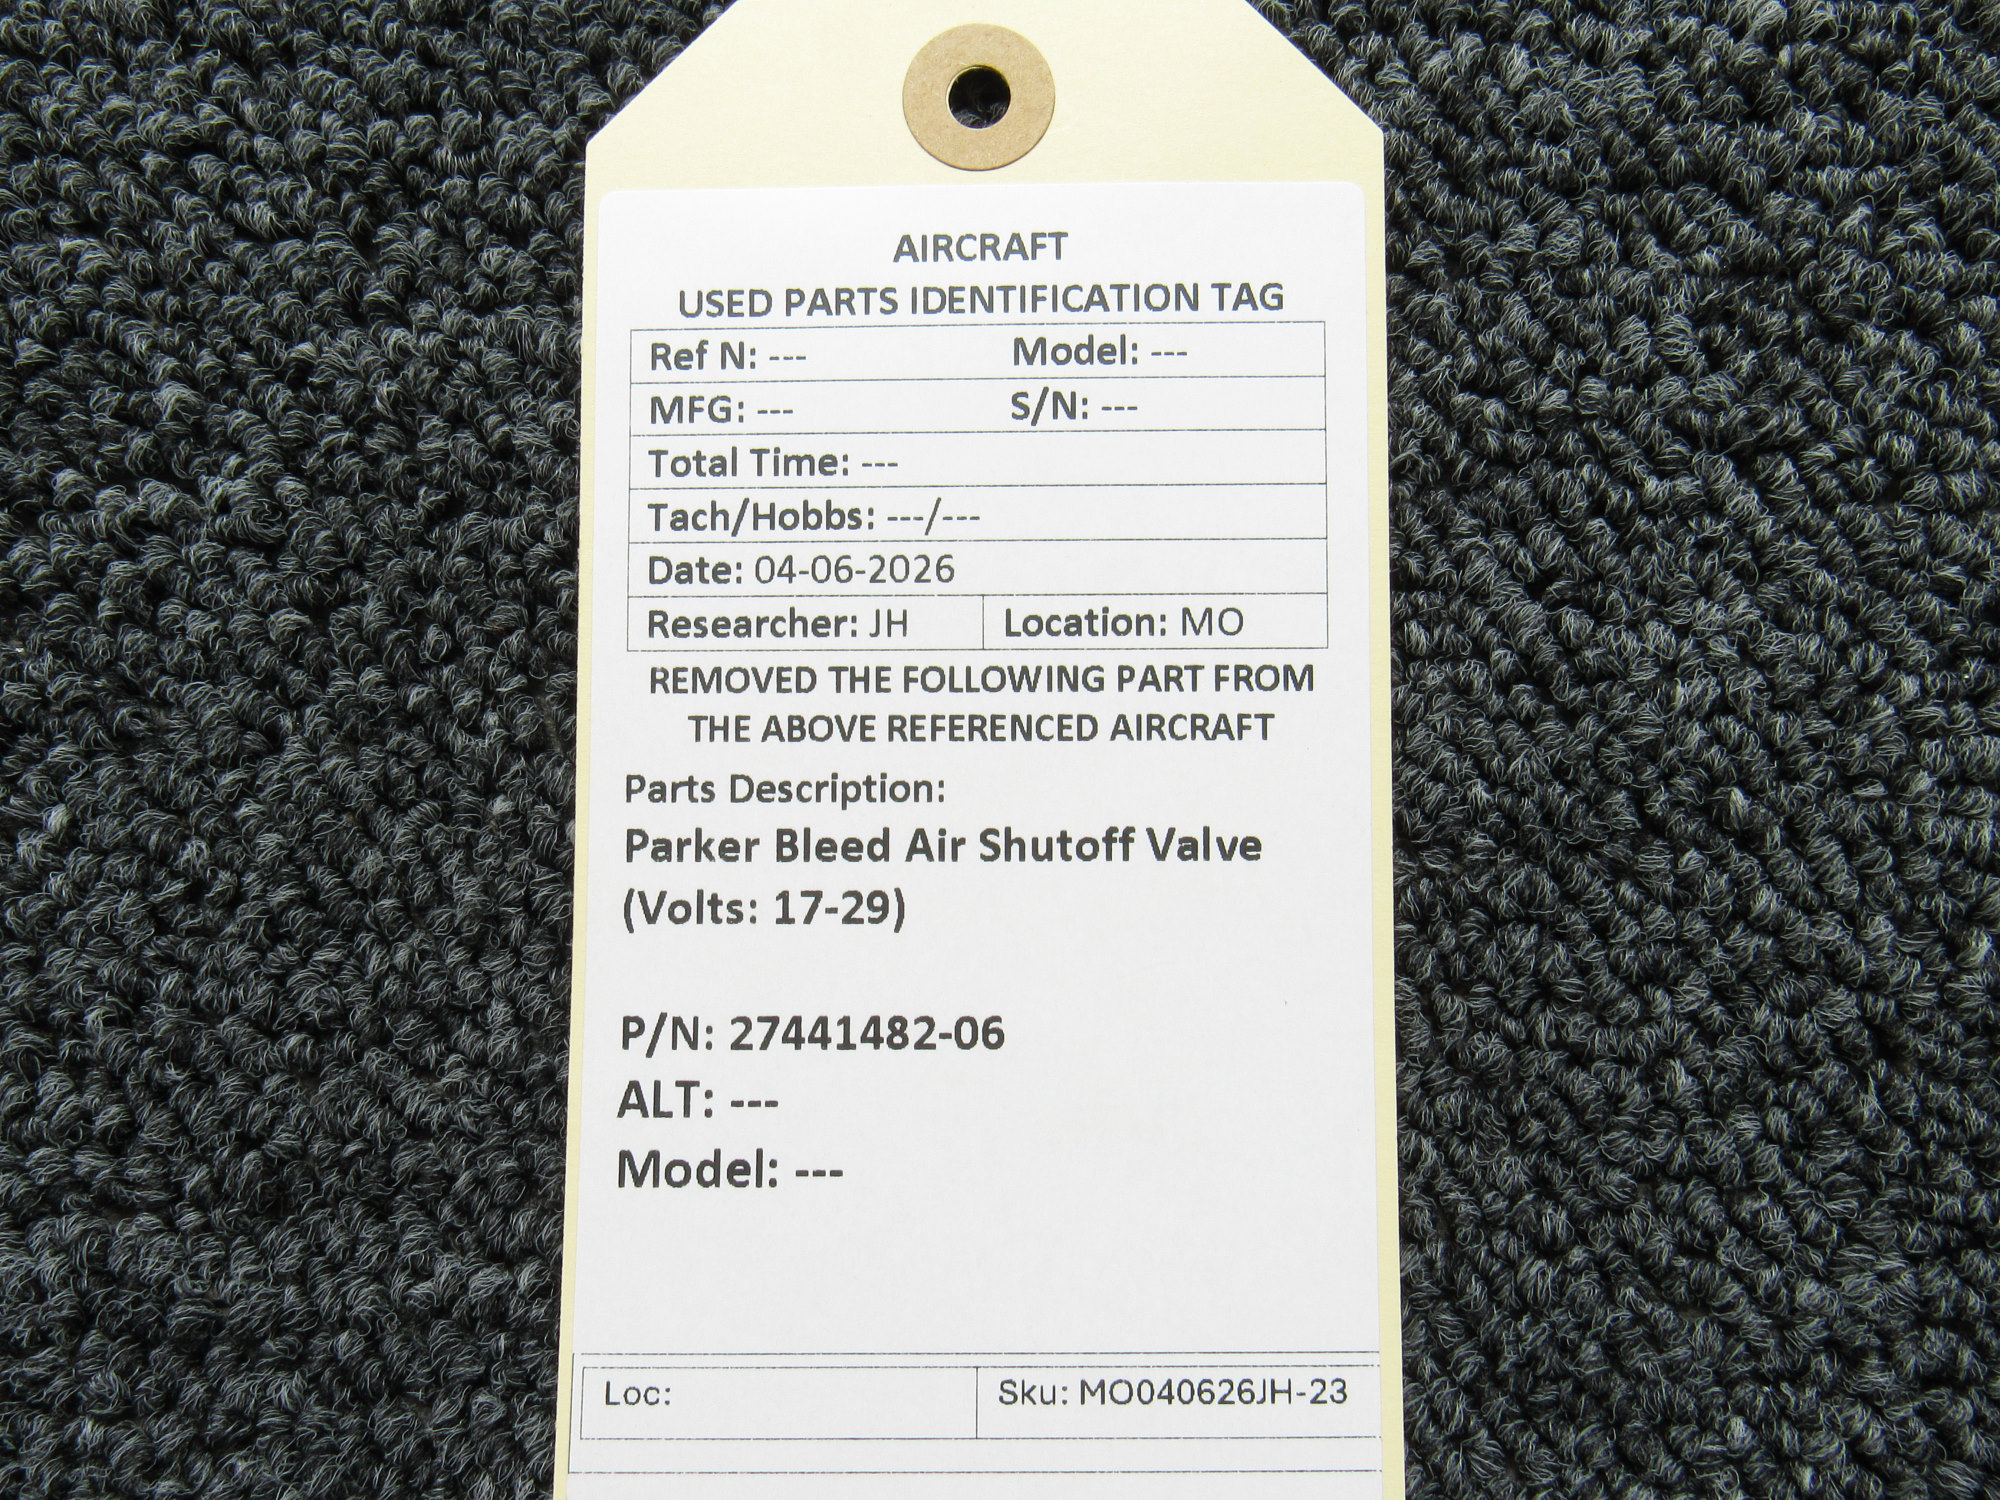 AIRCRAFT
USED PARTS IDENTIFICATION TAG
Ref N: --- Model: ---
MFG: --- S/N: ---
Total Time: ---
Tach/Hobbs: ---/---
Date: 04-06-2026
Researcher: JH Location: MO
REMOVED THE FOLLOWING PART FROM
THE ABOVE REFERENCED AIRCRAFT
Parts Description:
Parker Bleed Air Shutoff Valve
(Volts: 17-29)
P/N: 27441482-06
ALT: ---
Model: ---
Loc: Sku: MO040626JH-23